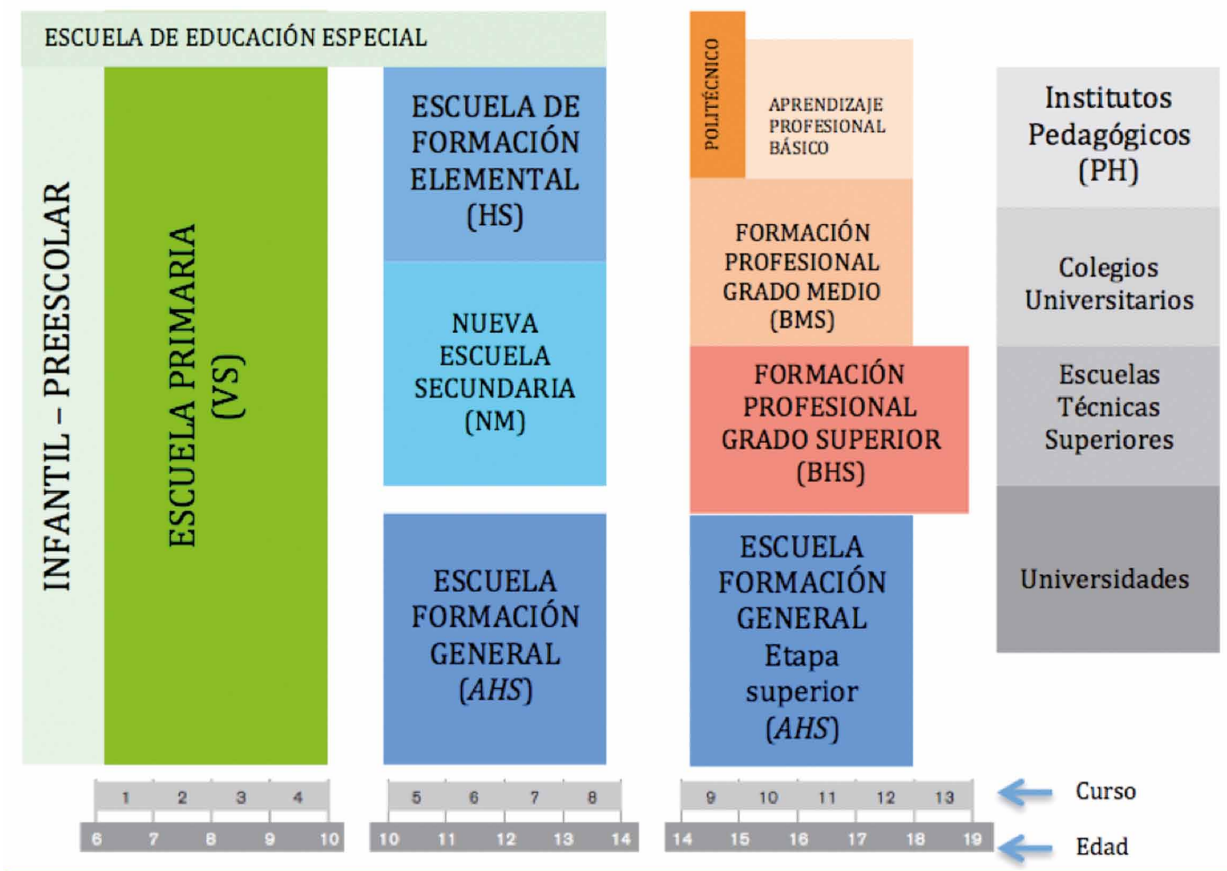 ESCUELA DE EDUCACIÓN ESPECIAL
INFANTIL – PREESCOLAR
ESCUELA PRIMARIA
(VS)
ESCUELA DE
FORMACIÓN
ELEMENTAL
(HS)
NUEVA
ESCUELA
SECUNDARIA
(NM)
ESCUELA
FORMACIÓN
GENERAL
(AHS)
POLITÉCNICO
APRENDIZAJE
PROFESIONAL
BÁSICO
FORMACIÓN
PROFESIONAL
GRADO MEDIO
(BMS)
FORMACIÓN
PROFESIONAL
GRADO SUPERIOR
(BHS)
ESCUELA
FORMACIÓN
GENERAL
Etapa
superior
(AHS)
Institutos
Pedagógicos
(PH)
Colegios
Universitarios
Escuelas
Técnicas
Superiores
Universidades
1 2 3 4 5 6 7 8 9 10 11 12 13 Curso
6 7 8 9 10 10 11 12 13 14 14 15 16 17 18 19 Edad